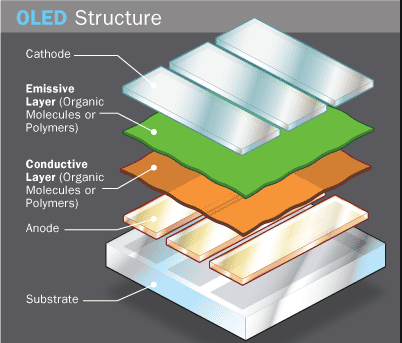 OLED Structure
Cathode
Emissive
Layer (Organic
Molecules or
Polymers)
Conductive
Layer (Organic
Molecules or
Polymers)
Anode
Substrate